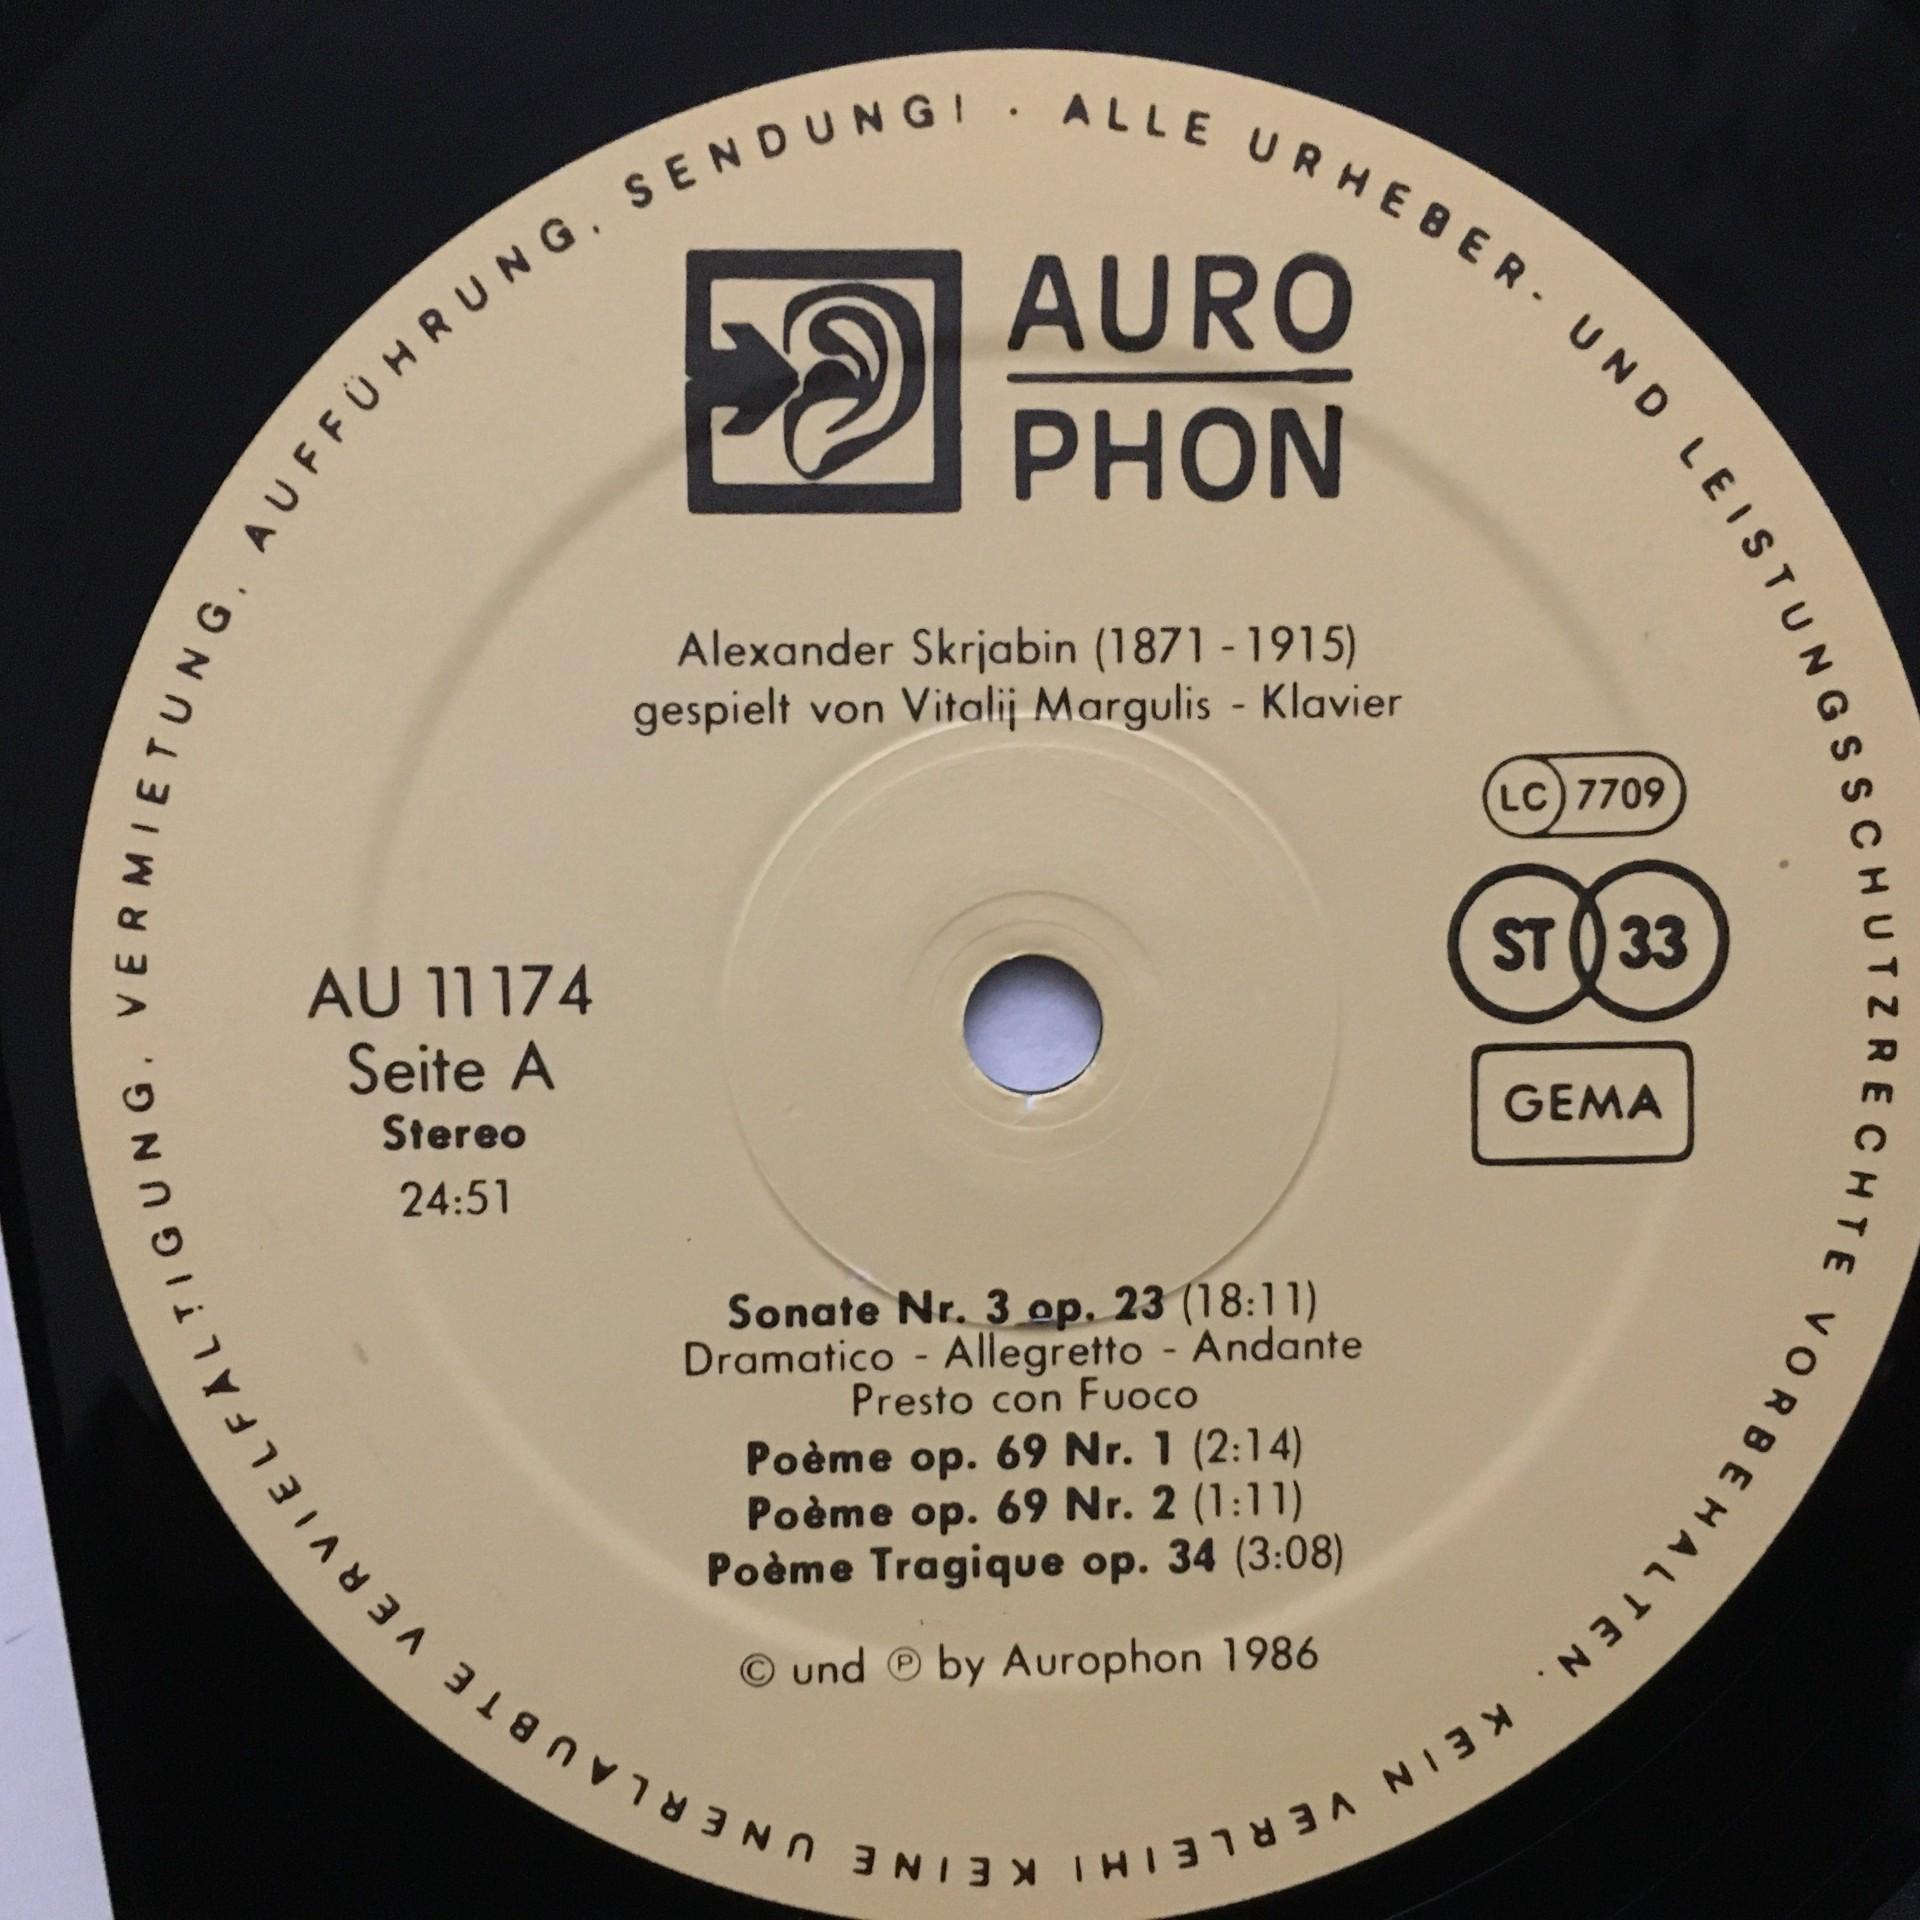 AURO
PHON
Alexander Skrjabin (1871 - 1915)
gespielt von Vitalij Margulis - Klavier
LC 7709
ST 33
GEMA
AU 11 174
Seite A
Stereo
24:51
Sonate Nr. 3 op. 23 (18:11)
Dramatico - Allegretto - Andante
Presto con Fuoco
Poème op. 69 Nr. 1 (2:14)
Poème op. 69 Nr. 2 (1:11)
Poème Tragique op. 34 (3:08)
© und ℗ by Aurophon 1986
ALLE URHEBER- UND LEISTUNGSSCHUTZRECHTE VORBEHALTEN. KEIN VERLEIH! KEINE UNERLAUBTE VERVIELFÄLTIGUNG, VERMIETUNG, AUFFÜHRUNG, SENDUNG! ·